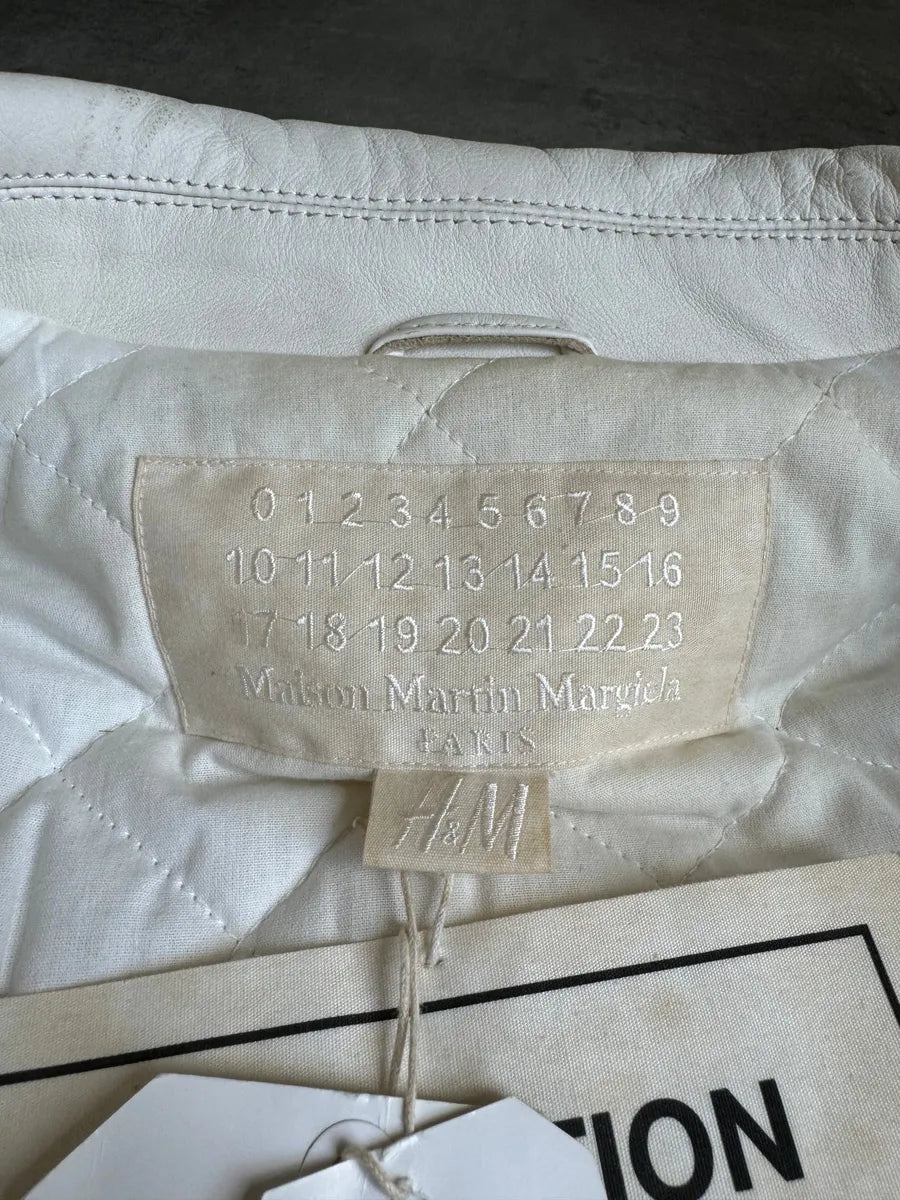 0 1 2 3 4 5 6 7 8 9
10 11 12 13 14 15 16
17 18 19 20 21 22 23
Maison Martin Margiela
PARIS
H&M
TION